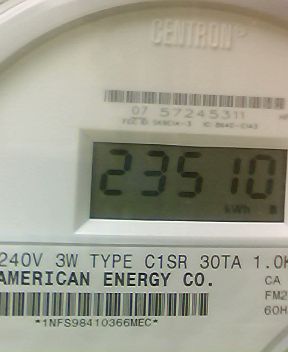 CENTRON®
07 57245311
23510
kWh
240V 3W TYPE C1SR 30TA 1.0K
AMERICAN ENERGY CO.
CA
FM2
60H
*1NFS98410366MEC*